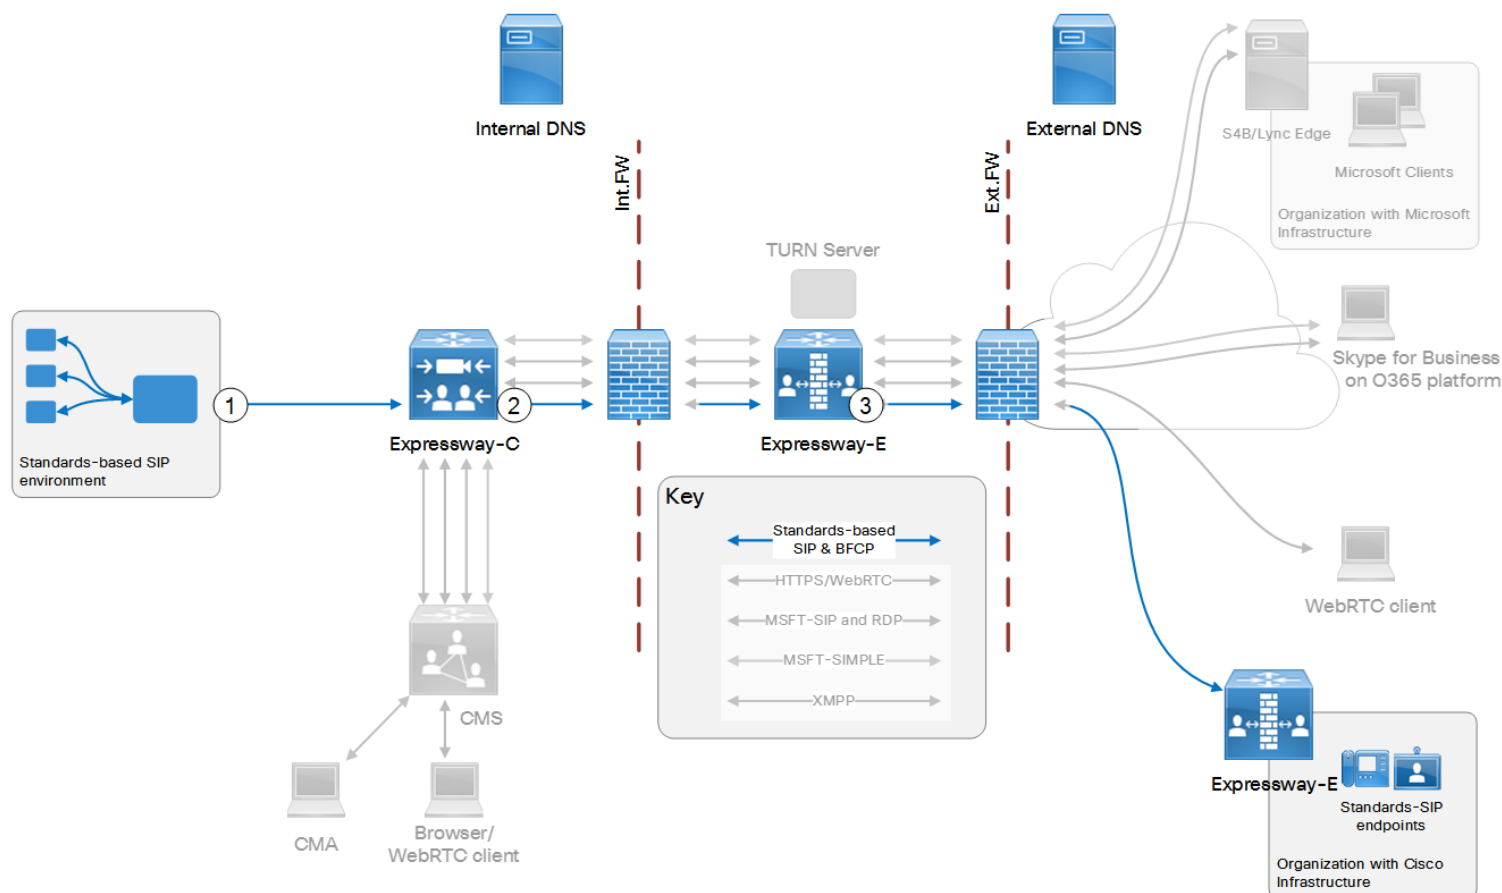 Internal DNS
External DNS
S4B/Lync Edge
Microsoft Clients
Organization with Microsoft
Infrastructure
Int.FW
Ext.FW
TURN Server
Skype for Business
on O365 platform
1
2
3
Standards-based SIP
environment
Expressway-C
Expressway-E
Key
Standards-based
SIP & BFCP
HTTPS/WebRTC
MSFT-SIP and RDP
MSFT-SIMPLE
XMPP
WebRTC client
CMS
CMA
Browser/
WebRTC client
Expressway-E
Standards-SIP
endpoints
Organization with Cisco
Infrastructure